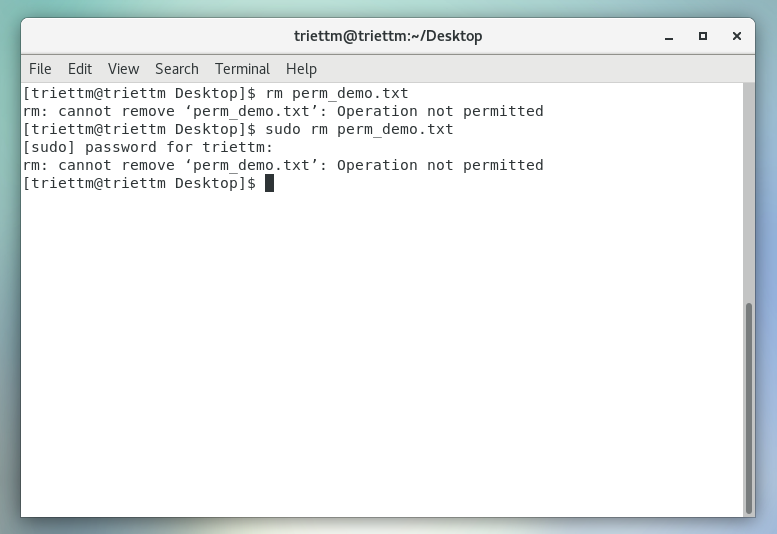 triettm@triettm:~/Desktop
File Edit View Search Terminal Help
[triettm@triettm Desktop]$ rm perm_demo.txt
rm: cannot remove ‘perm_demo.txt’: Operation not permitted
[triettm@triettm Desktop]$ sudo rm perm_demo.txt
[sudo] password for triettm:
rm: cannot remove ‘perm_demo.txt’: Operation not permitted
[triettm@triettm Desktop]$